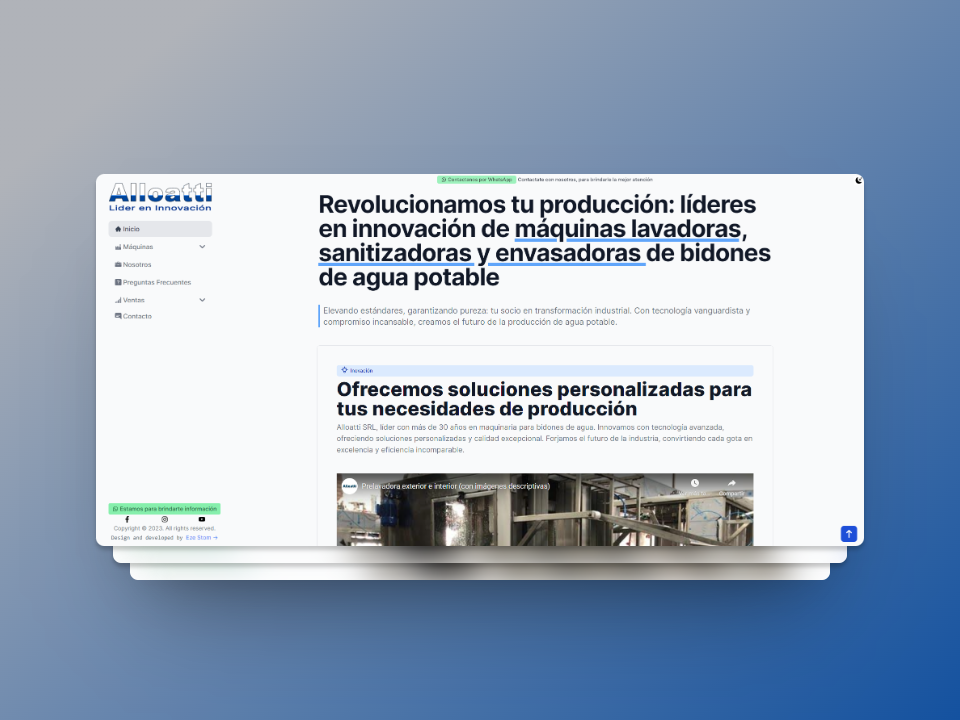 Alloatti
Lider en Innovación
Inicio
Máquinas
Nosotros
Preguntas Frecuentes
Ventas
Contacto
Estamos para brindarte información
Copyright © 2023. All rights reserved.
Design and developed by Eze Stom →
Contactanos por WhatsApp Contactate con nosotros, para brindarte la mejor atención
Revolucionamos tu producción: líderes
en innovación de máquinas lavadoras,
sanitizadoras y envasadoras de bidones
de agua potable
Elevando estándares, garantizando pureza: tu socio en transformación industrial. Con tecnología vanguardista y
compromiso incansable, creamos el futuro de la producción de agua potable.
Inovación
Ofrecemos soluciones personalizadas para
tus necesidades de producción
Alloatti SRL, líder con más de 30 años en maquinaria para bidones de agua. Innovamos con tecnología avanzada,
ofreciendo soluciones personalizadas y calidad excepcional. Forjamos el futuro de la industria, convirtiendo cada gota en
excelencia y eficiencia incomparable.
Alloatti
Prelavadora exterior e interior (con imágenes descriptivas)